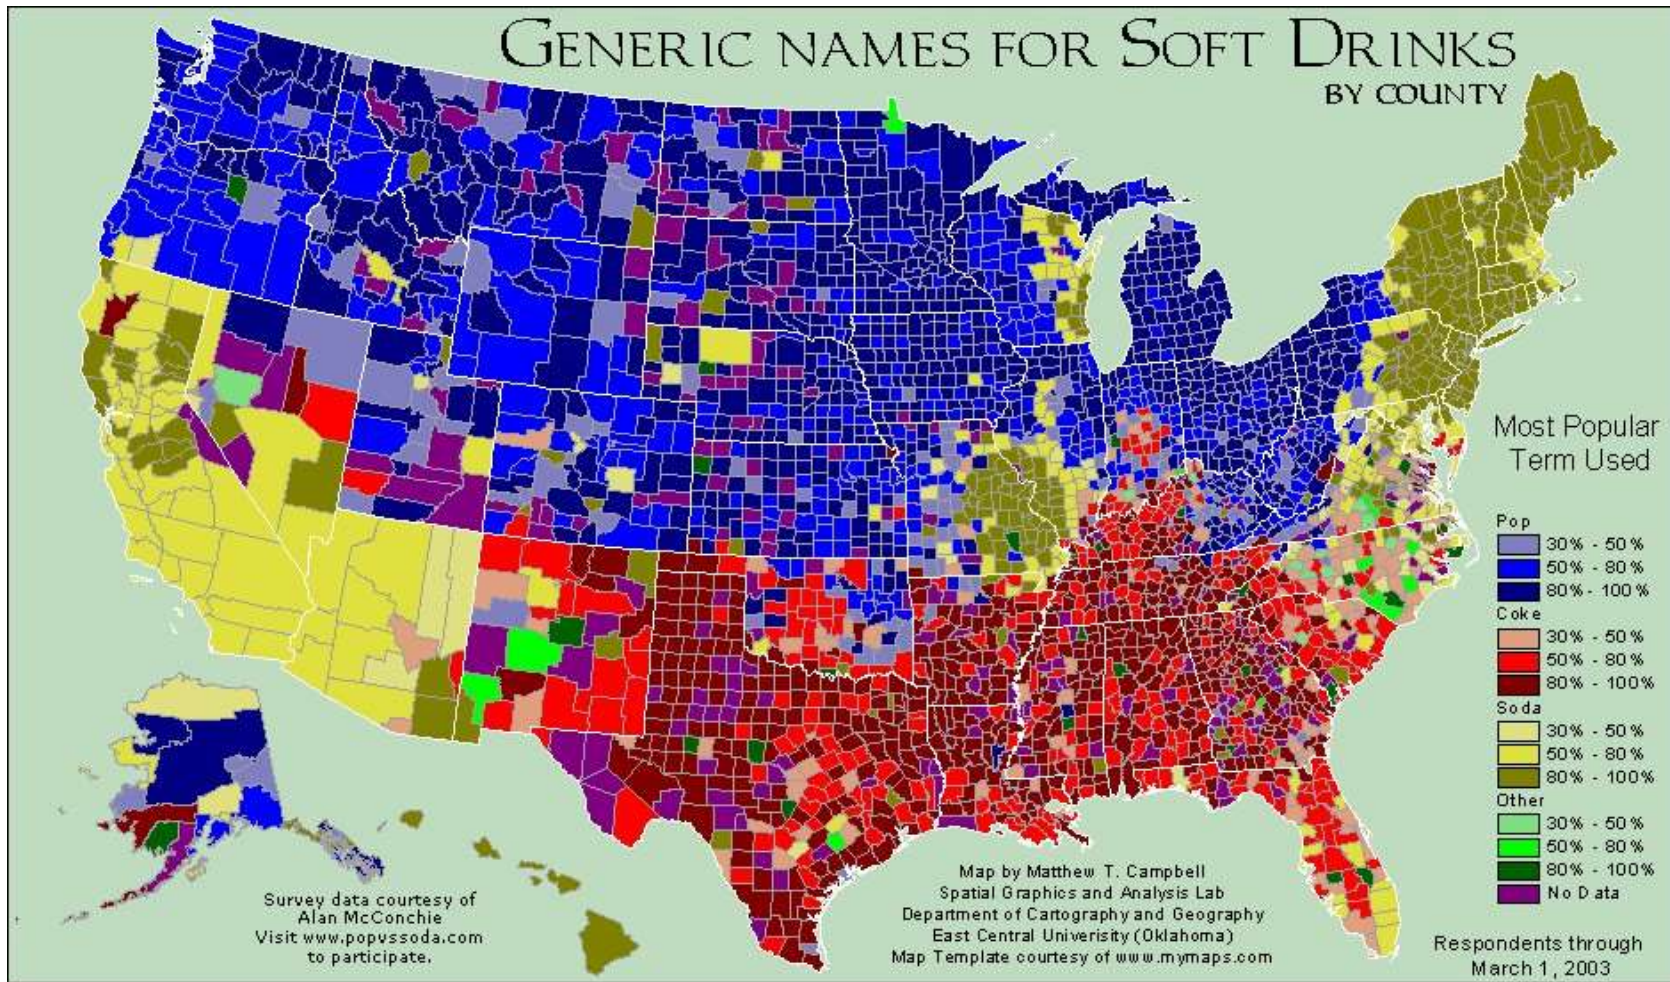 GENERIC NAMES FOR SOFT DRINKS
BY COUNTY
Most Popular
Term Used
Pop
30% - 50%
50% - 80%
80% - 100%
Coke
30% - 50%
50% - 80%
80% - 100%
Soda
30% - 50%
50% - 80%
80% - 100%
Other
30% - 50%
50% - 80%
80% - 100%
No Data
Survey data courtesy of
Alan McConchie
Visit www.popvssoda.com
to participate.
Map by Matthew T. Campbell
Spatial Graphics and Analysis Lab
Department of Cartography and Geography
East Central Univerisity (Oklahoma)
Map Template courtesy of www.mymaps.com
Respondents through
March 1, 2003